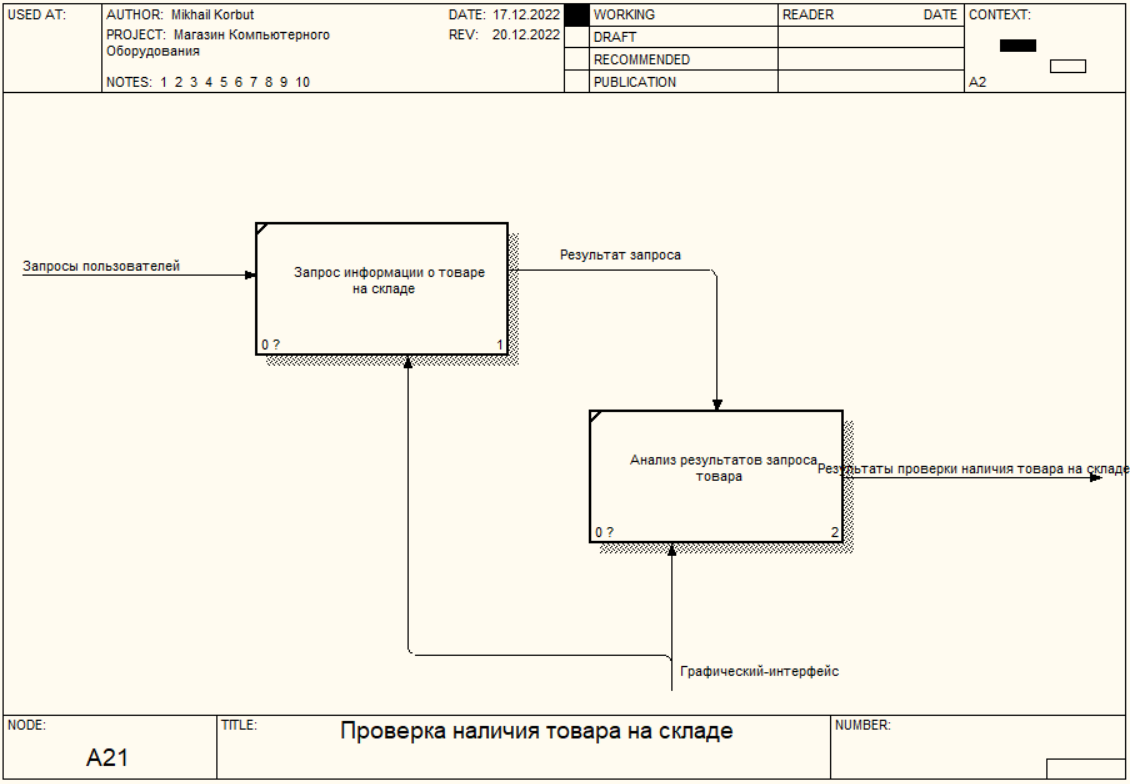 USED AT:
AUTHOR: Mikhail Korbut
DATE: 17.12.2022
PROJECT: Магазин Компьютерного
Оборудования
REV: 20.12.2022
NOTES: 1 2 3 4 5 6 7 8 9 10
WORKING
DRAFT
RECOMMENDED
PUBLICATION
READER
DATE
CONTEXT:
A2
Запросы пользователей
Запрос информации о товаре
на складе
0 ?
1
Результат запроса
Анализ результатов запроса
товара
0 ?
2
Результаты проверки наличия товара на складе
Графический-интерфейс
NODE:
A21
TITLE:
Проверка наличия товара на складе
NUMBER: